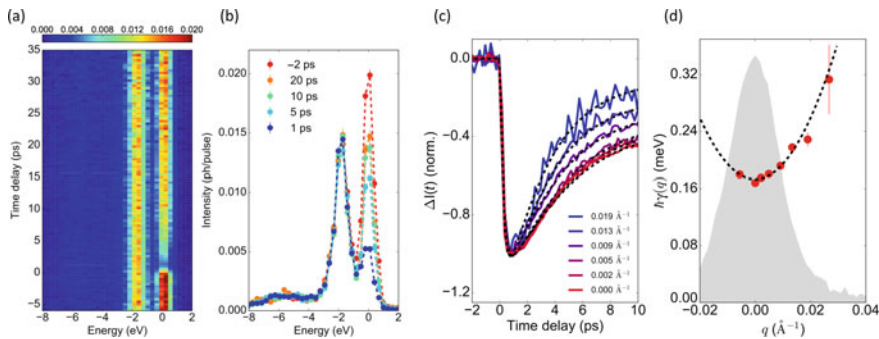 (a)
0.000 0.004 0.008 0.012 0.016 0.020
Time delay (ps)
35
30
25
20
15
10
5
0
−5
−8 −6 −4 −2 0 2
Energy (eV)
(b)
Intensity (ph/pulse)
0.020
0.015
0.010
0.005
0.000
−2 ps
20 ps
10 ps
5 ps
1 ps
−8 −6 −4 −2 0 2
Energy (eV)
(c)
ΔI(t) (norm.)
0.0
−0.4
−0.8
−1.2
0.019 Å⁻¹
0.013 Å⁻¹
0.009 Å⁻¹
0.005 Å⁻¹
0.002 Å⁻¹
0.000 Å⁻¹
−2 0 2 4 6 8 10
Time delay (ps)
(d)
ħγ(q) (meV)
0.32
0.24
0.16
0.08
0.00
−0.02 0.00 0.02 0.04
q (Å⁻¹)